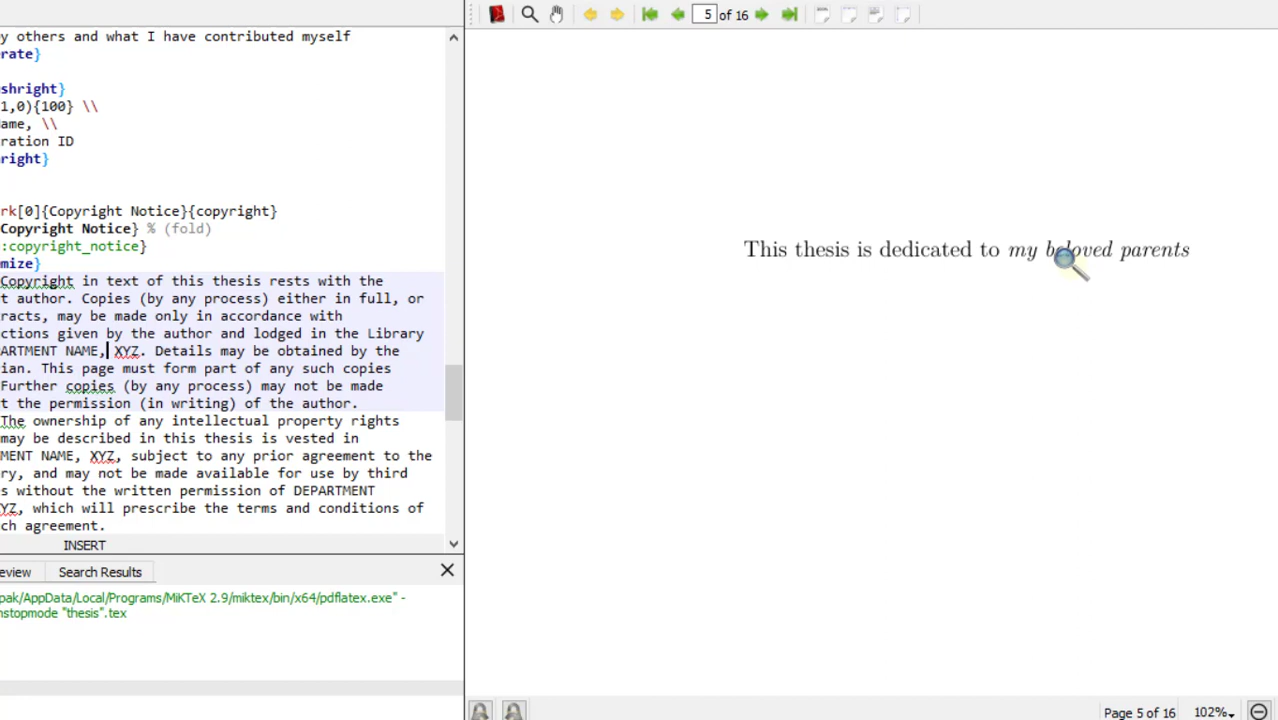 y others and what I have contributed myself
erate}
shright}
1,0){100} \\
Name, \\
ration ID
right}
rk[0]{Copyright Notice}{copyright}
Copyright Notice} % (fold)
:copyright_notice}
mize}
Copyright in text of this thesis rests with the
t author. Copies (by any process) either in full, or
racts, may be made only in accordance with
ctions given by the author and lodged in the Library
ARTMENT NAME, XYZ. Details may be obtained by the
ian. This page must form part of any such copies
Further copies (by any process) may not be made
t the permission (in writing) of the author.
The ownership of any intellectual property rights
may be described in this thesis is vested in
MENT NAME, XYZ, subject to any prior agreement to the
ry, and may not be made available for use by third
s without the written permission of DEPARTMENT
YZ, which will prescribe the terms and conditions of
ch agreement.
INSERT
eview Search Results
pak/AppData/Local/Programs/MiKTeX 2.9/miktex/bin/x64/pdflatex.exe" -
nstopmode "thesis".tex
5 of 16
This thesis is dedicated to my beloved parents
Page 5 of 16 102%